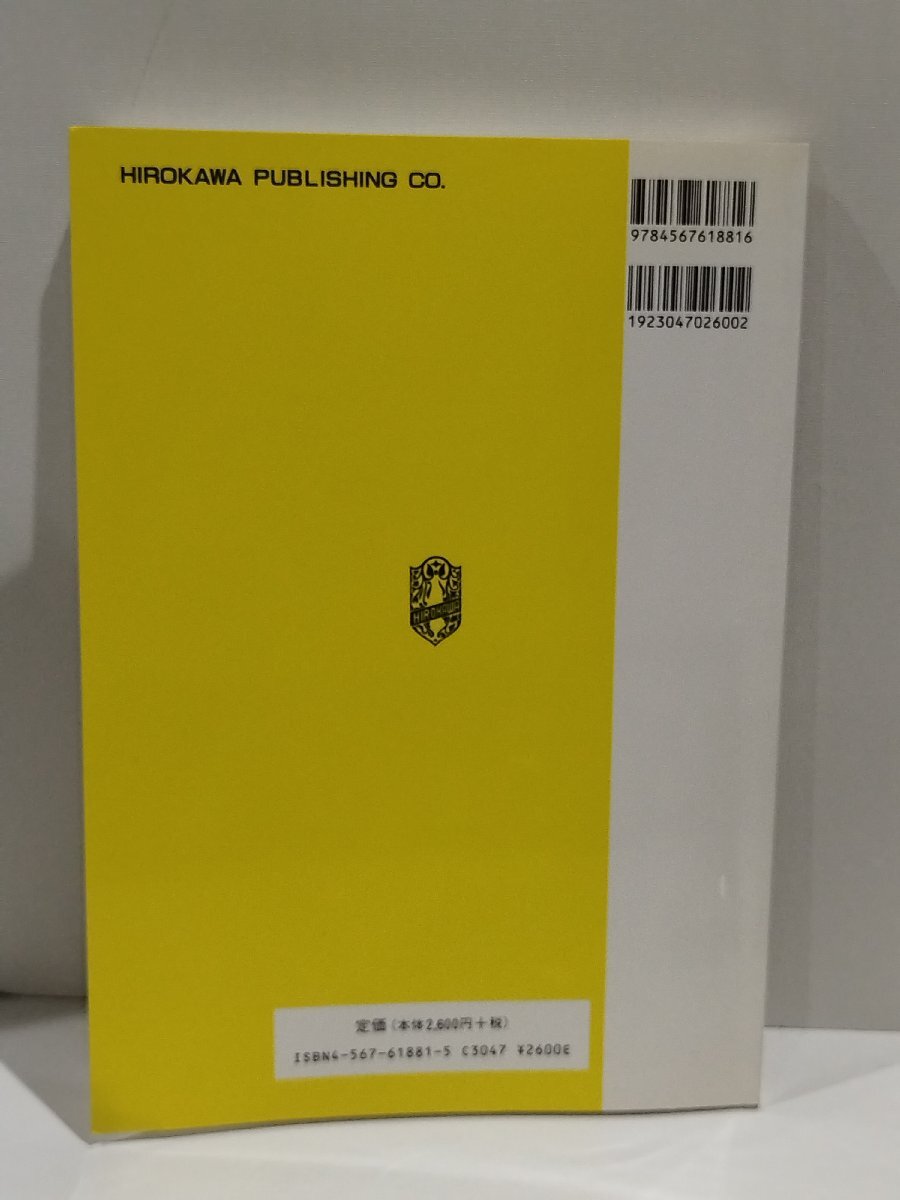 HIROKAWA PUBLISHING CO.
9784567618816
1923047026002
HIROKAWA
定価(本体2,600円+税)
ISBN4-567-61881-5 C3047 ¥2600E